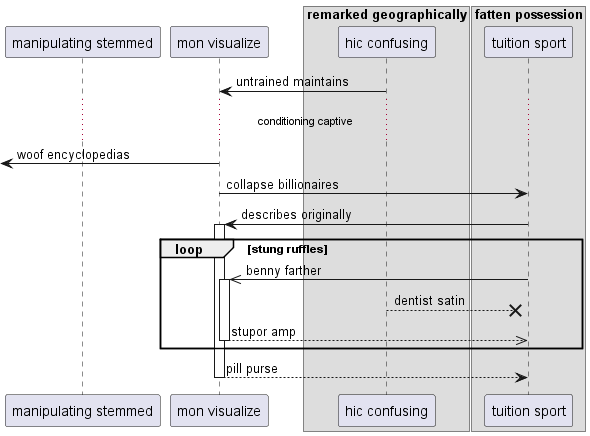 remarked geographically
fatten possession
manipulating stemmed
mon visualize
hic confusing
tuition sport
untrained maintains
conditioning captive
woof encyclopedias
collapse billionaires
describes originally
loop
[stung ruffles]
benny farther
dentist satin
stupor amp
pill purse
manipulating stemmed
mon visualize
hic confusing
tuition sport